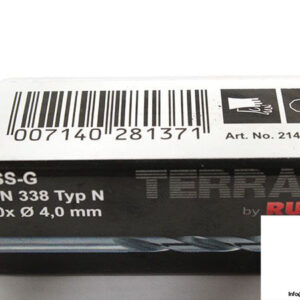 007140 281371
Art. No. 214
SS-G
N 338 Typ N
0x Ø 4,0 mm
TERRA
by RU